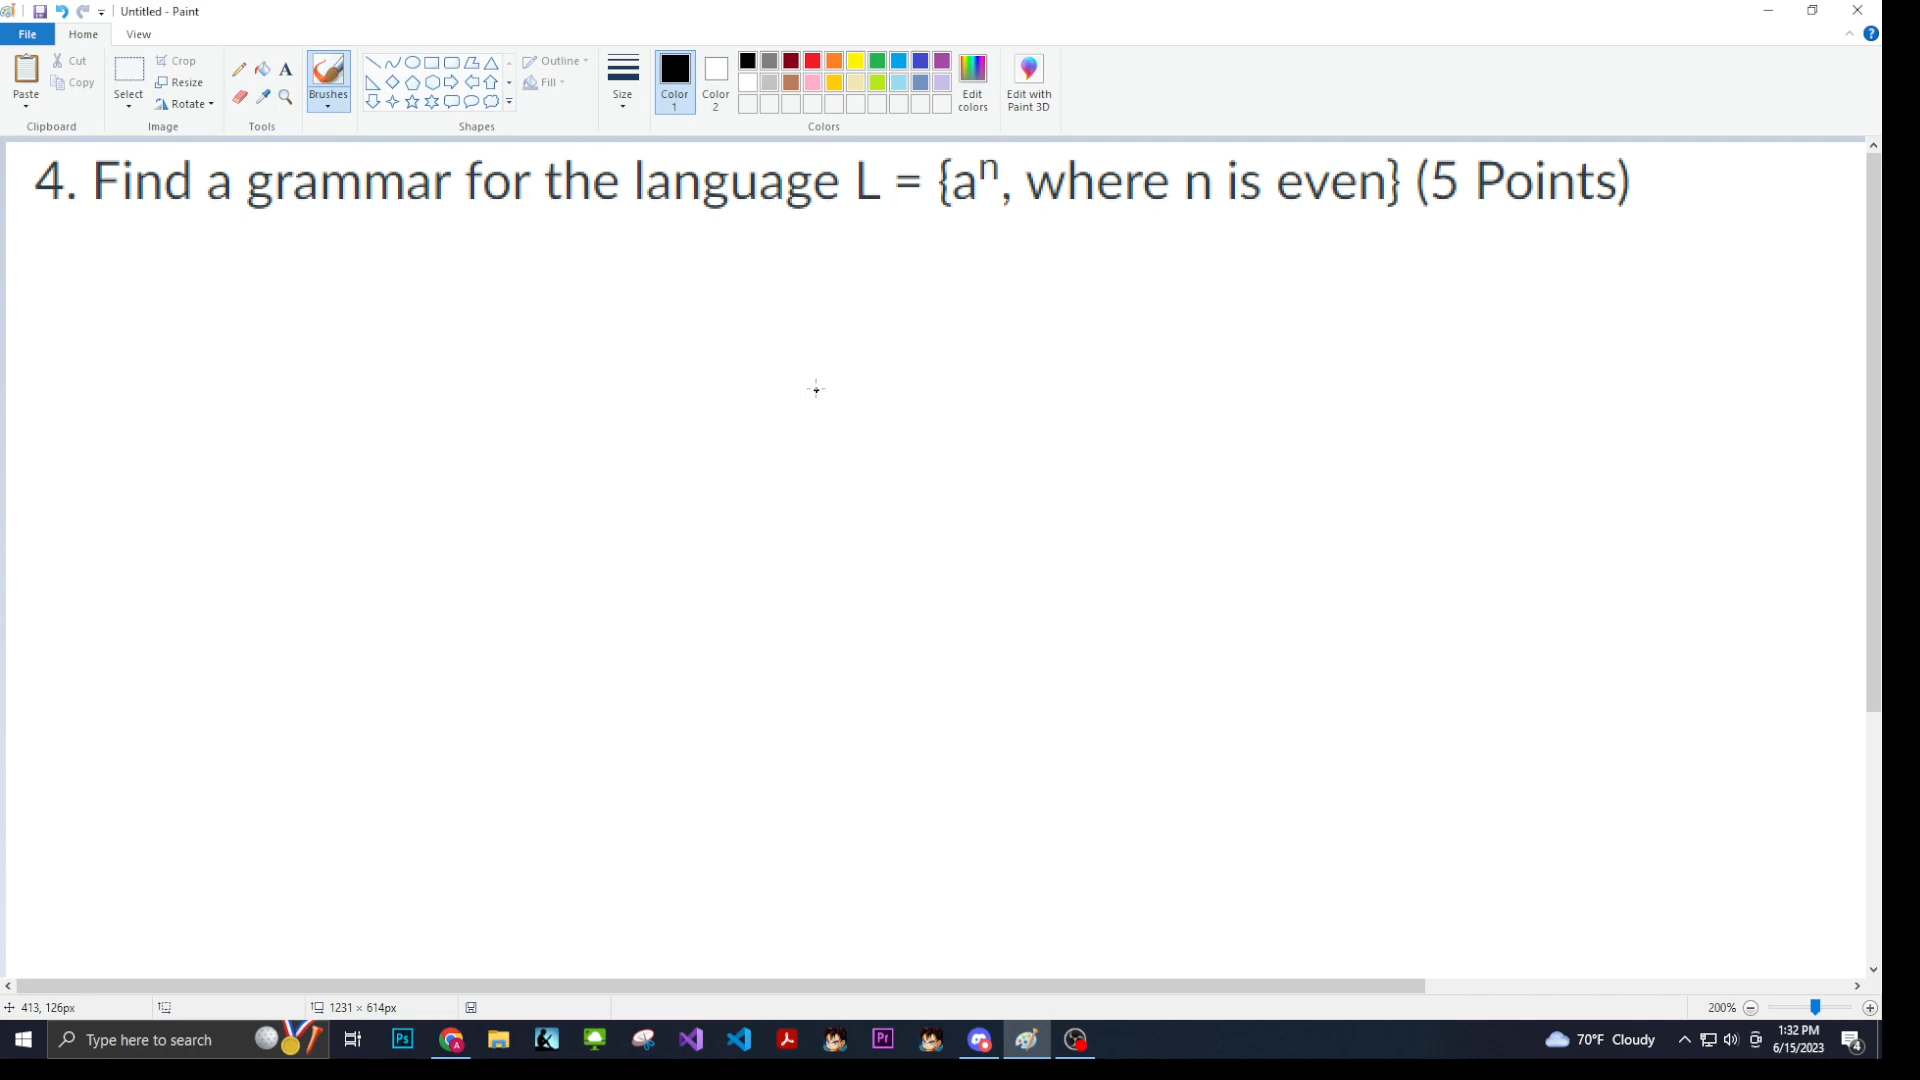 Untitled - Paint
File Home View
Paste
Cut
Copy
Clipboard
Select
Crop
Resize
Rotate
Image
Tools
Brushes
Shapes
Outline
Fill
Size
Color 1
Color 2
Colors
Edit colors
Edit with Paint 3D
4. Find a grammar for the language L = {aⁿ, where n is even} (5 Points)
413, 126px
1231 × 614px
200%
Type here to search
Ps
Pr
70°F Cloudy
1:32 PM
6/15/2023
4